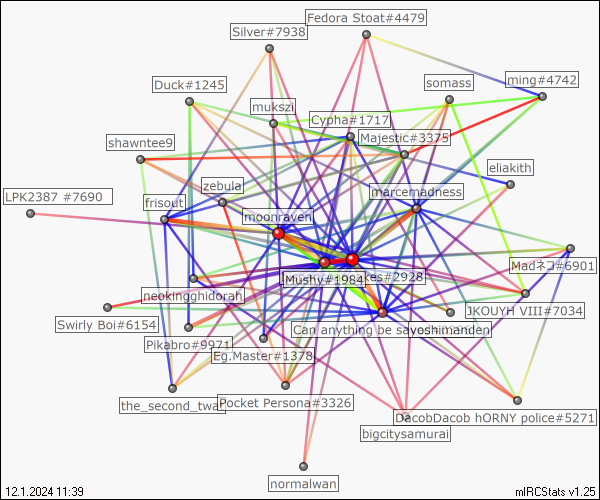 Fedora Stoat#4479
Silver#7938
Duck#1245
somass
ming#4742
mukszi
Cypha#1717
Majestic#3375
shawntee9
eliakith
zebula
marcemadness
LPK2387 #7690
frisout
moonraven
Madネコ#6901
Mushy#1984
kes#2928
neokingghidorah
JKOUYH VIII#7034
Swirly Boi#6154
Can anything be sa
yoshimanden
Pikabro#9971
Eg.Master#1378
the_second_twa
Pocket Persona#3326
DacobDacob hORNY police#5271
bigcitysamurai
normalwan
12.1.2024 11:39
mIRCStats v1.25